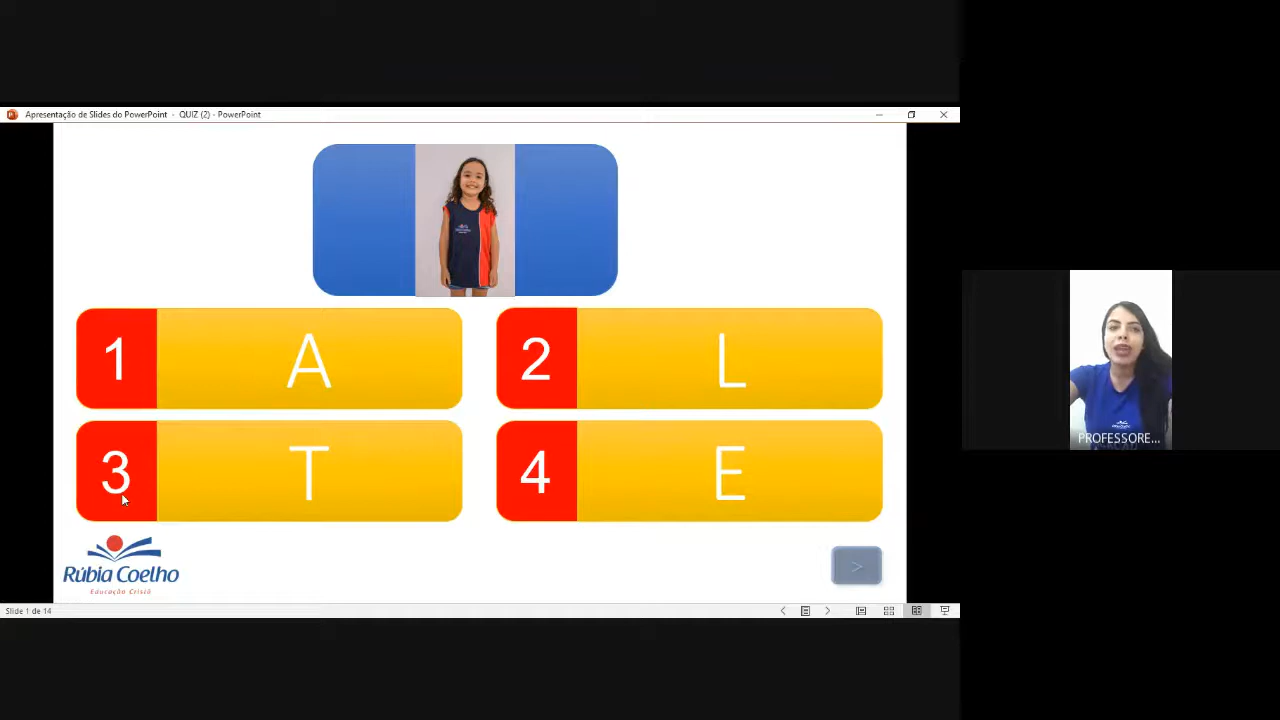 Apresentação de Slides do PowerPoint - QUIZ (2) - PowerPoint
1 A
2 L
3 T
4 E
Rúbia Coelho
Educação Cristã
>
Slide 1 de 14
PROFESSORE...